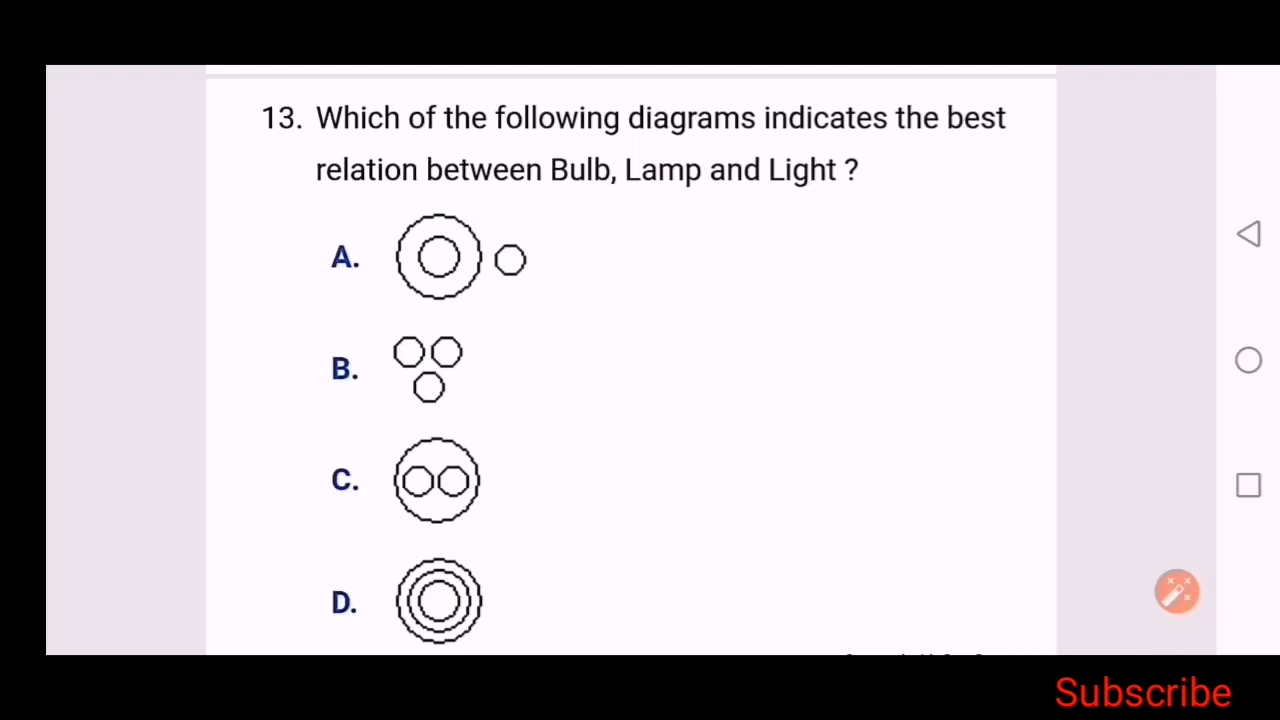 13. Which of the following diagrams indicates the best
relation between Bulb, Lamp and Light ?
A.
B.
C.
D.
Subscribe